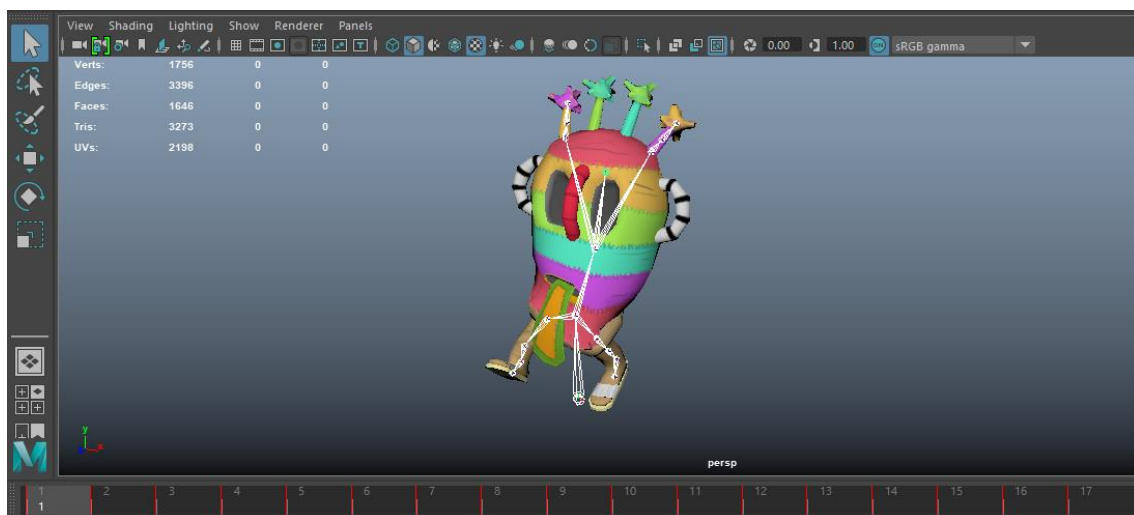 View Shading Lighting Show Renderer Panels
0.00 1.00 ON sRGB gamma
Verts: 1756 0 0
Edges: 3396 0 0
Faces: 1646 0 0
Tris: 3273 0 0
UVs: 2198 0 0
y
x
persp
1 2 3 4 5 6 7 8 9 10 11 12 13 14 15 16 17
1